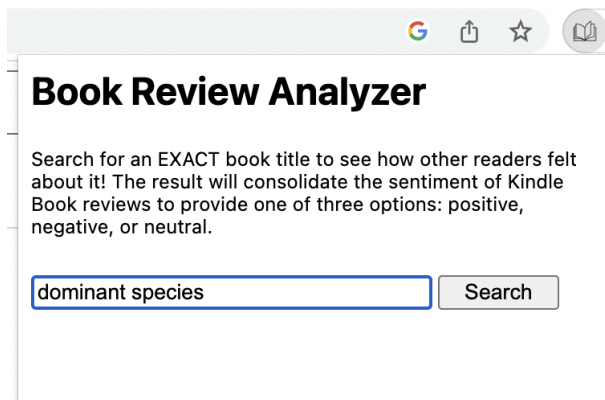 Book Review Analyzer
Search for an EXACT book title to see how other readers felt
about it! The result will consolidate the sentiment of Kindle
Book reviews to provide one of three options: positive,
negative, or neutral.
dominant species Search